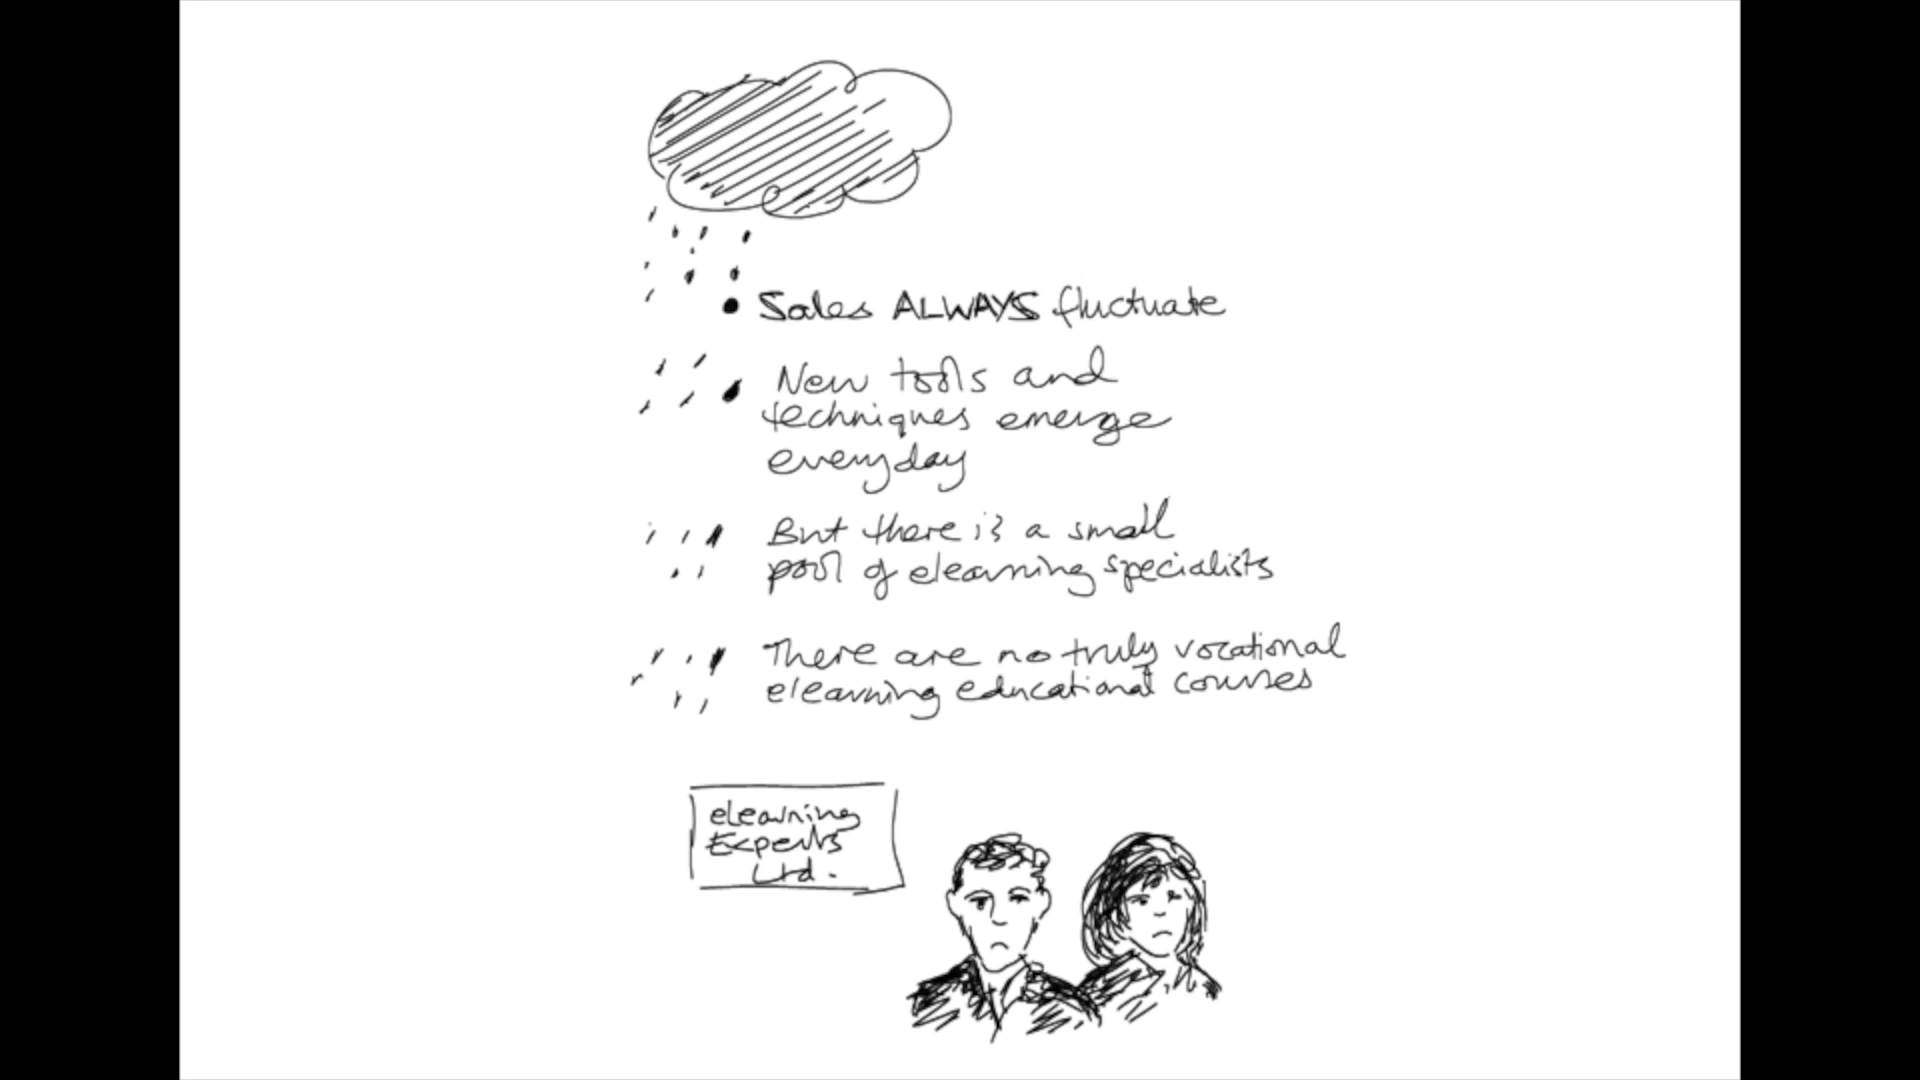 Sales ALWAYS fluctuate
New tools and
techniques emerge
everyday
But there is a small
pool of elearning specialists
There are no truly vocational
elearning educational courses
eLearning
Experts
Ltd.